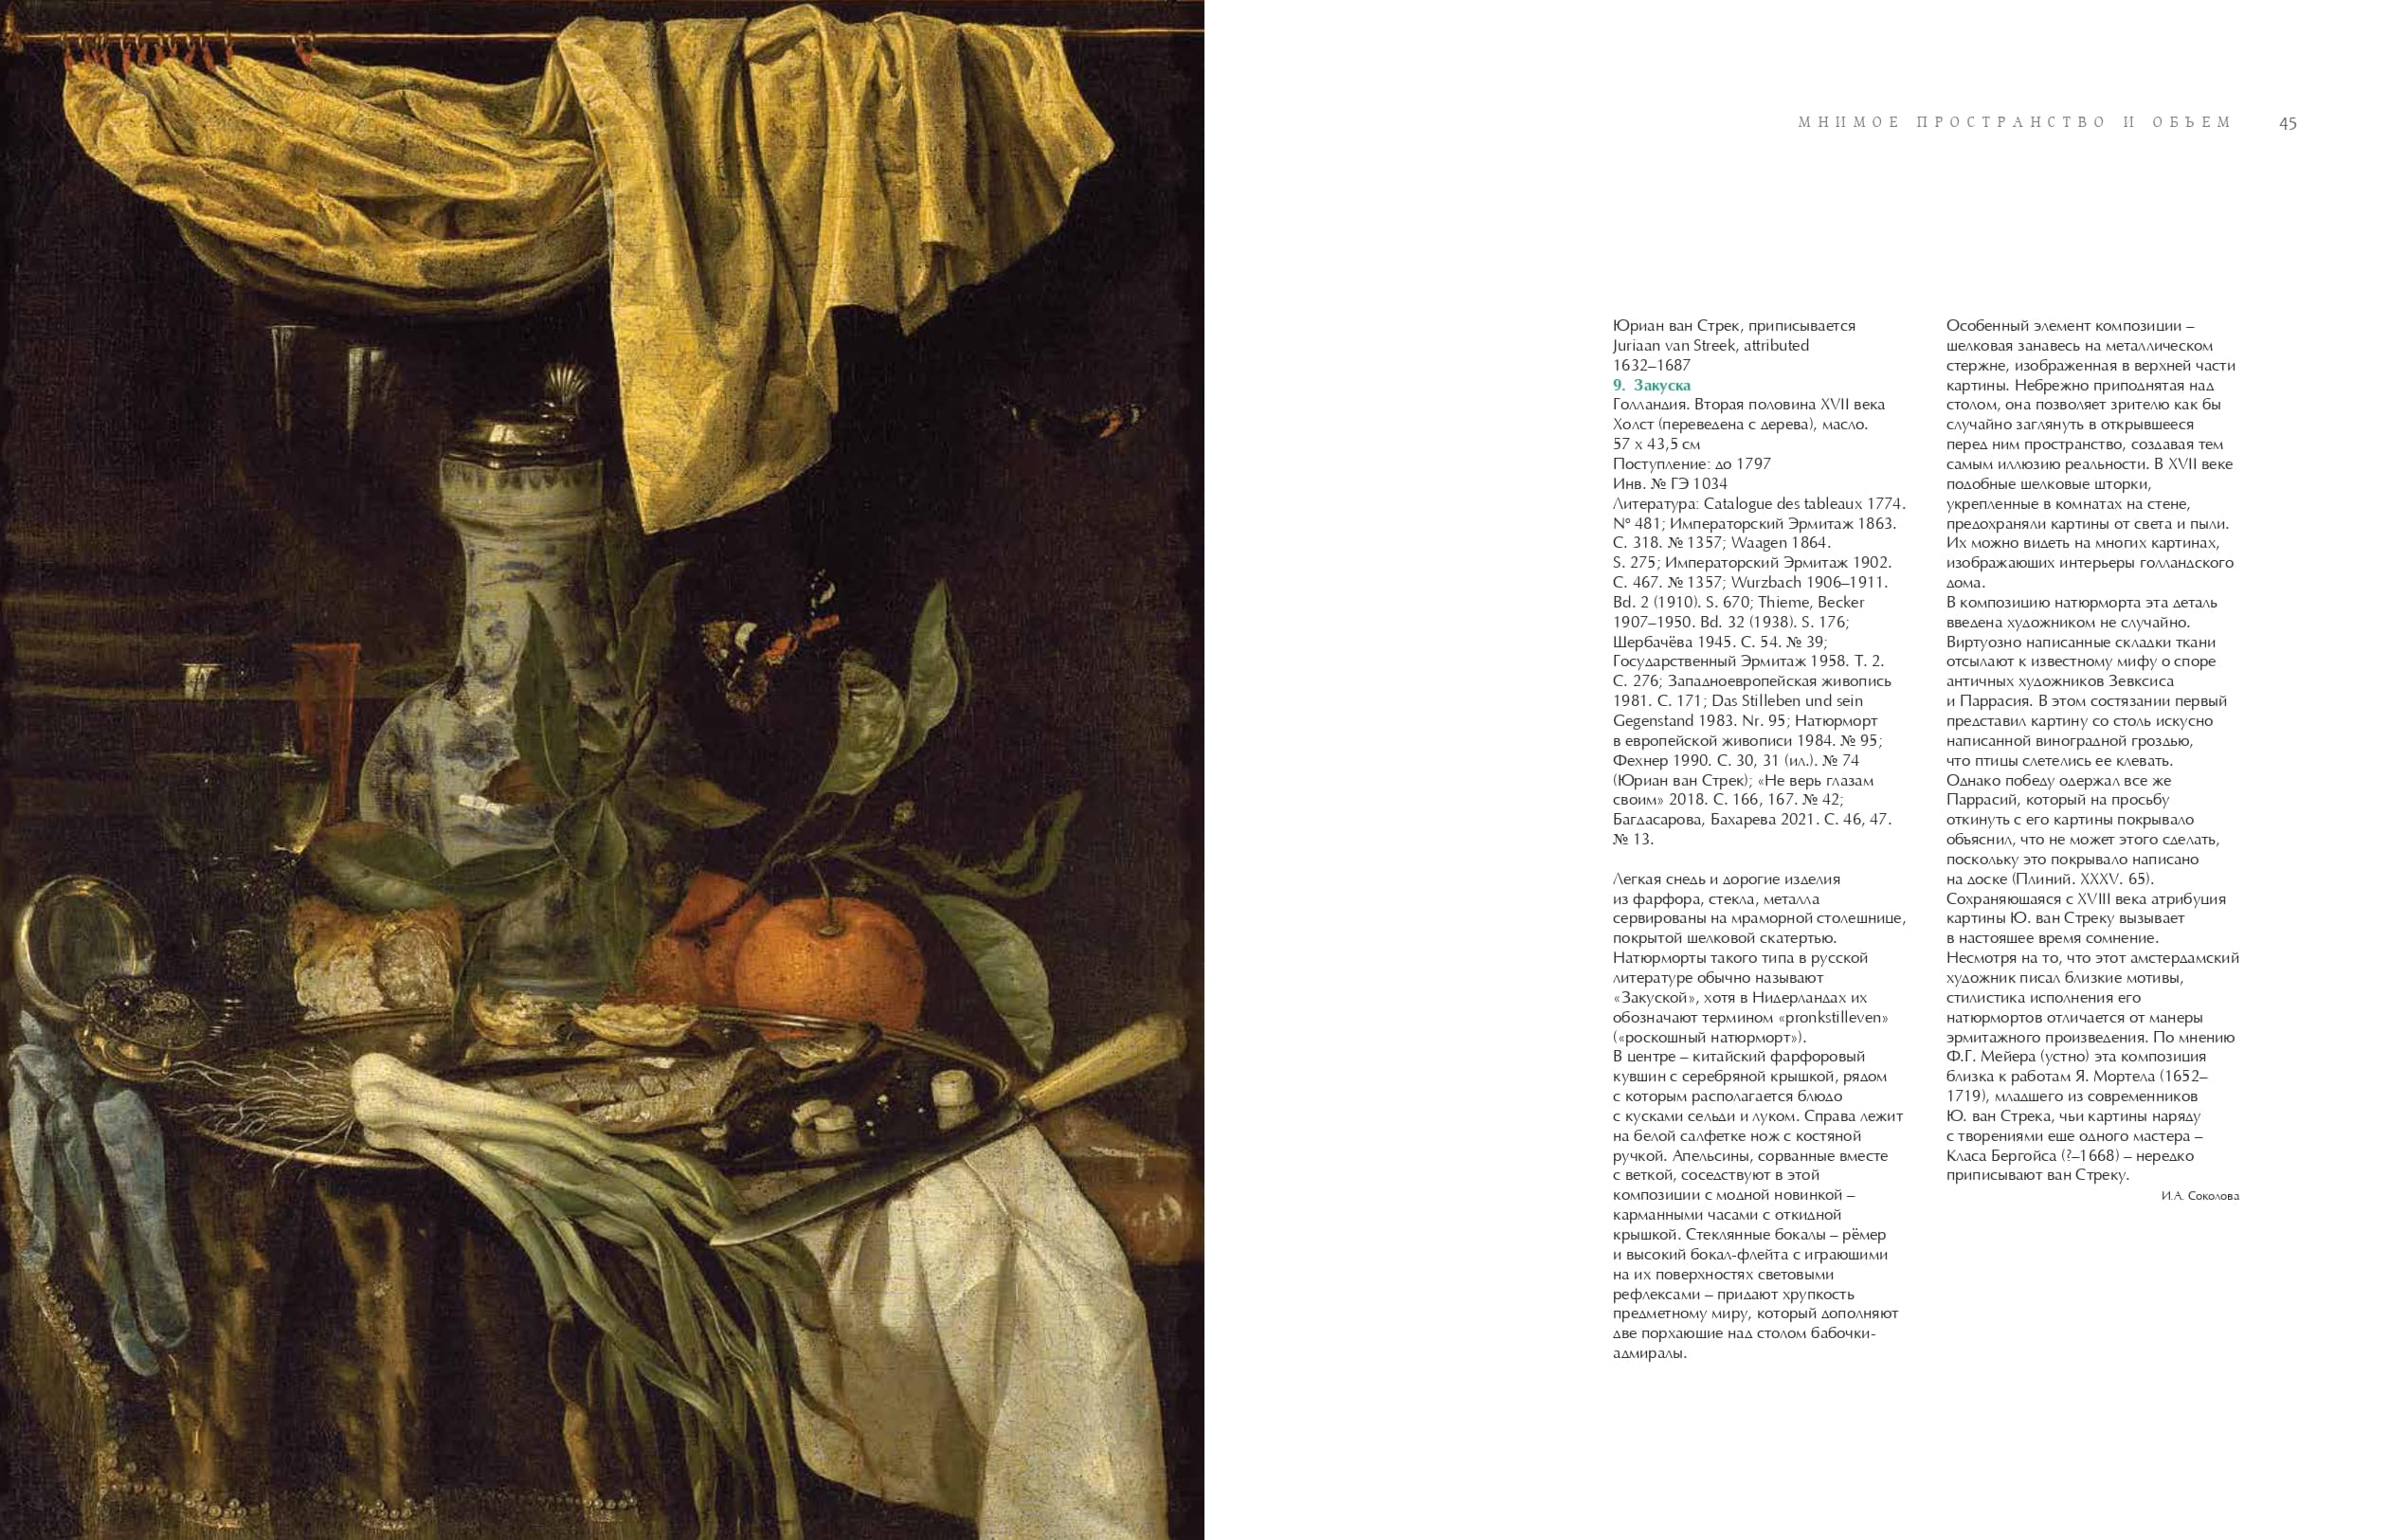 МНИМОЕ ПРОСТРАНСТВО И ОБЪЕМ 45
Юриан ван Стрек, приписывается
Juriaan van Streek, attributed
1632–1687
9. Закуска
Голландия. Вторая половина XVII века
Холст (переведена с дерева), масло.
57 x 43,5 см
Поступление: до 1797
Инв. № ГЭ 1034
Литература: Catalogue des tableaux 1774.
Nº 481; Императорский Эрмитаж 1863.
С. 318. № 1357; Waagen 1864.
S. 275; Императорский Эрмитаж 1902.
С. 467. № 1357; Wurzbach 1906–1911.
Bd. 2 (1910). S. 670; Thieme, Becker
1907–1950. Bd. 32 (1938). S. 176;
Щербачёва 1945. С. 54. № 39;
Государственный Эрмитаж 1958. Т. 2.
С. 276; Западноевропейская живопись
1981. С. 171; Das Stilleben und sein
Gegenstand 1983. Nr. 95; Натюрморт
в европейской живописи 1984. № 95;
Фехнер 1990. С. 30, 31 (ил.). № 74
(Юриан ван Стрек); «Не верь глазам
своим» 2018. С. 166, 167. № 42;
Багдасарова, Бахарева 2021. С. 46, 47.
№ 13.
Легкая снедь и дорогие изделия
из фарфора, стекла, металла
сервированы на мраморной столешнице,
покрытой шелковой скатертью.
Натюрморты такого типа в русской
литературе обычно называют
«Закуской», хотя в Нидерландах их
обозначают термином «pronkstilleven»
(«роскошный натюрморт»).
В центре – китайский фарфоровый
кувшин с серебряной крышкой, рядом
с которым располагается блюдо
с кусками сельди и луком. Справа лежит
на белой салфетке нож с костяной
ручкой. Апельсины, сорванные вместе
с веткой, соседствуют в этой
композиции с модной новинкой –
карманными часами с откидной
крышкой. Стеклянные бокалы – рёмер
и высокий бокал-флейта с играющими
на их поверхностях световыми
рефлексами – придают хрупкость
предметному миру, который дополняют
две порхающие над столом бабочки-
адмиралы.
Особенный элемент композиции –
шелковая занавесь на металлическом
стержне, изображенная в верхней части
картины. Небрежно приподнятая над
столом, она позволяет зрителю как бы
случайно заглянуть в открывшееся
перед ним пространство, создавая тем
самым иллюзию реальности. В XVII веке
подобные шелковые шторки,
укрепленные в комнатах на стене,
предохраняли картины от света и пыли.
Их можно видеть на многих картинах,
изображающих интерьеры голландского
дома.
В композицию натюрморта эта деталь
введена художником не случайно.
Виртуозно написанные складки ткани
отсылают к известному мифу о споре
античных художников Зевксиса
и Паррасия. В этом состязании первый
представил картину со столь искусно
написанной виноградной гроздью,
что птицы слетелись ее клевать.
Однако победу одержал все же
Паррасий, который на просьбу
откинуть с его картины покрывало
объяснил, что не может этого сделать,
поскольку это покрывало написано
на доске (Плиний. XXXV. 65).
Сохраняющаяся с XVIII века атрибуция
картины Ю. ван Стреку вызывает
в настоящее время сомнение.
Несмотря на то, что этот амстердамский
художник писал близкие мотивы,
стилистика исполнения его
натюрмортов отличается от манеры
эрмитажного произведения. По мнению
Ф.Г. Мейера (устно) эта композиция
близка к работам Я. Мортела (1652–
1719), младшего из современников
Ю. ван Стрека, чьи картины наряду
с творениями еще одного мастера –
Класа Бергойса (?–1668) – нередко
приписывают ван Стреку.
И.А. Соколова